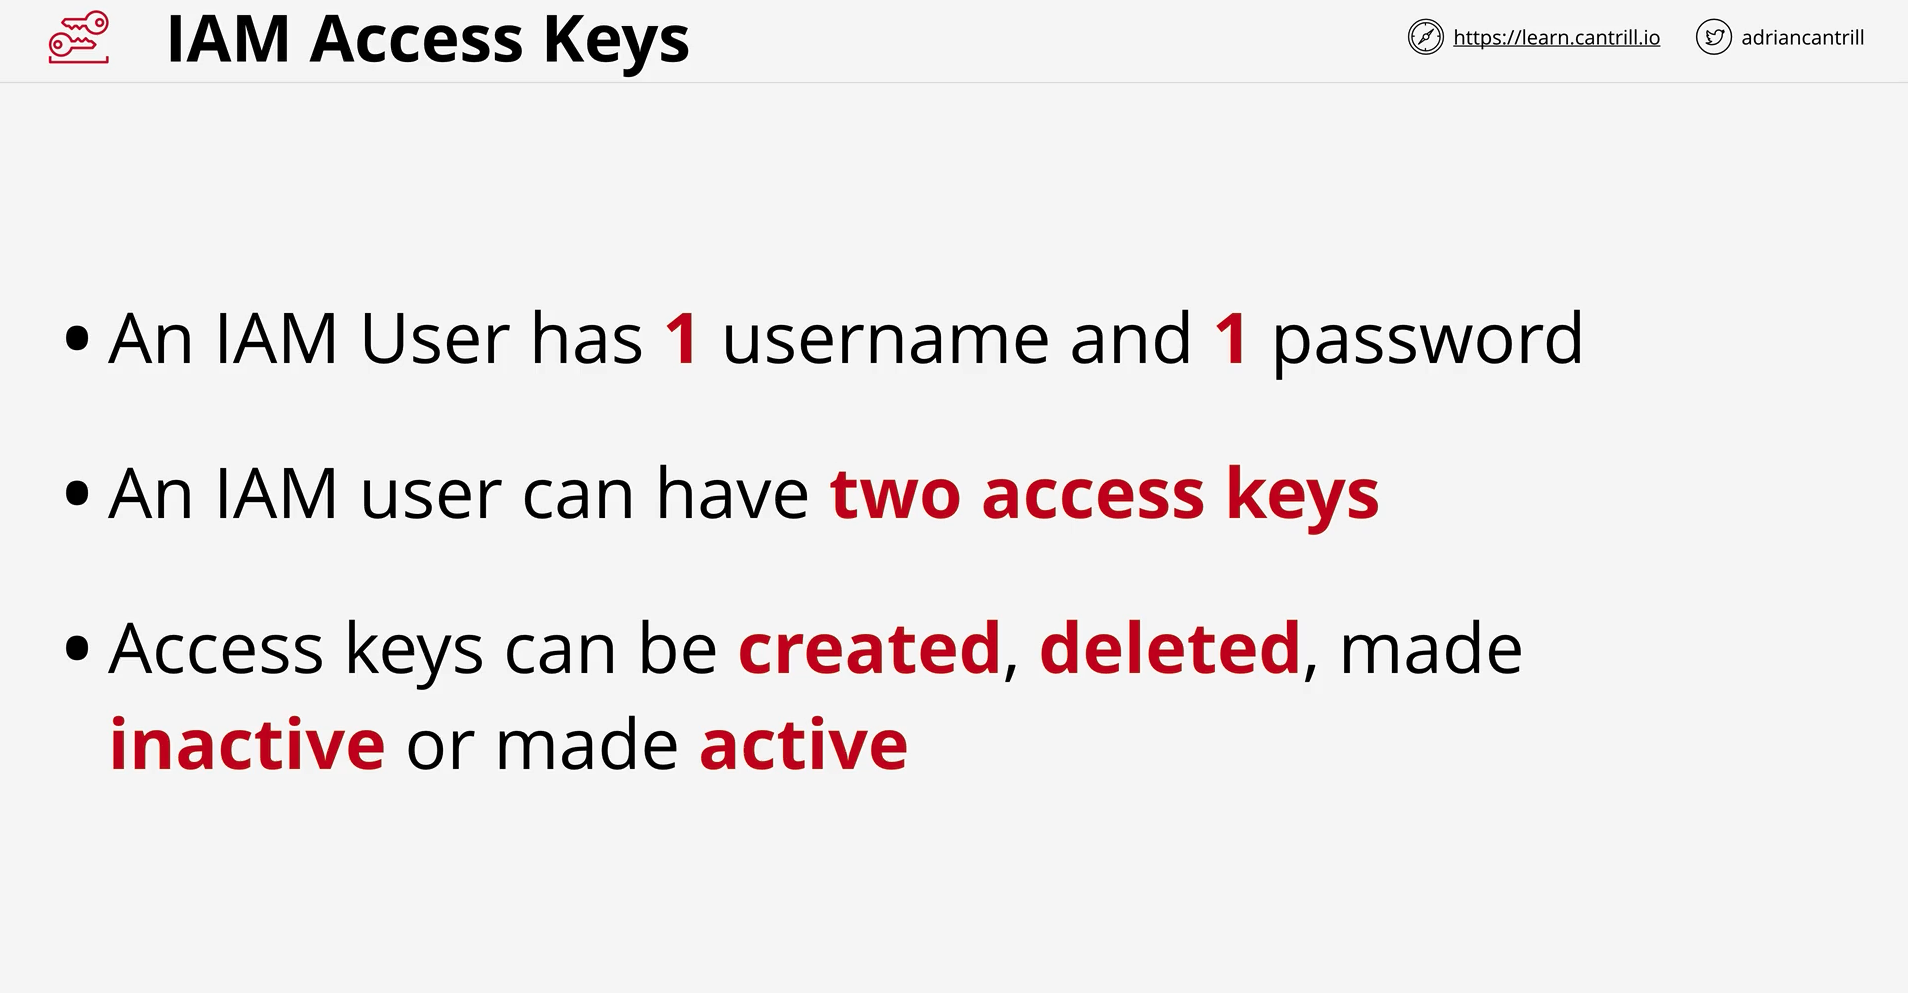 IAM Access Keys
https://learn.cantrill.io
adriancantrill
• An IAM User has 1 username and 1 password
• An IAM user can have two access keys
• Access keys can be created, deleted, made
inactive or made active